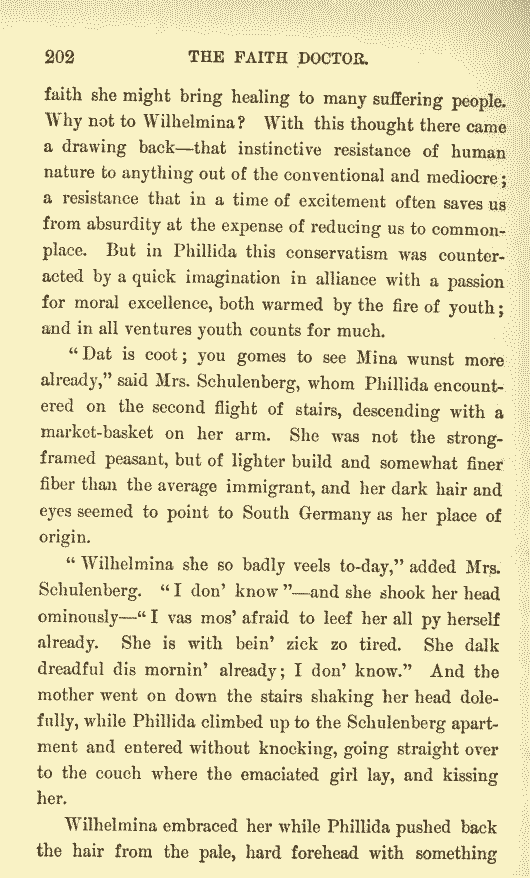 202 THE FAITH DOCTOR.
faith she might bring healing to many suffering people.
Why not to Wilhelmina? With this thought there came
a drawing back—that instinctive resistance of human
nature to anything out of the conventional and mediocre;
a resistance that in a time of excitement often saves us
from absurdity at the expense of reducing us to common-
place. But in Phillida this conservatism was counter-
acted by a quick imagination in alliance with a passion
for moral excellence, both warmed by the fire of youth;
and in all ventures youth counts for much.
"Dat is coot; you gomes to see Mina wunst more
already," said Mrs. Schulenberg, whom Phillida encount-
ered on the second flight of stairs, descending with a
market-basket on her arm. She was not the strong-
framed peasant, but of lighter build and somewhat finer
fiber than the average immigrant, and her dark hair and
eyes seemed to point to South Germany as her place of
origin.
"Wilhelmina she so badly veels to-day," added Mrs.
Schulenberg. "I don' know"—and she shook her head
ominously—"I vas mos' afraid to leef her all py herself
already. She is with bein' zick zo tired. She dalk
dreadful dis mornin' already; I don' know." And the
mother went on down the stairs shaking her head dole-
fully, while Phillida climbed up to the Schulenberg apart-
ment and entered without knocking, going straight over
to the couch where the emaciated girl lay, and kissing
her.
Wilhelmina embraced her while Phillida pushed back
the hair from the pale, hard forehead with something